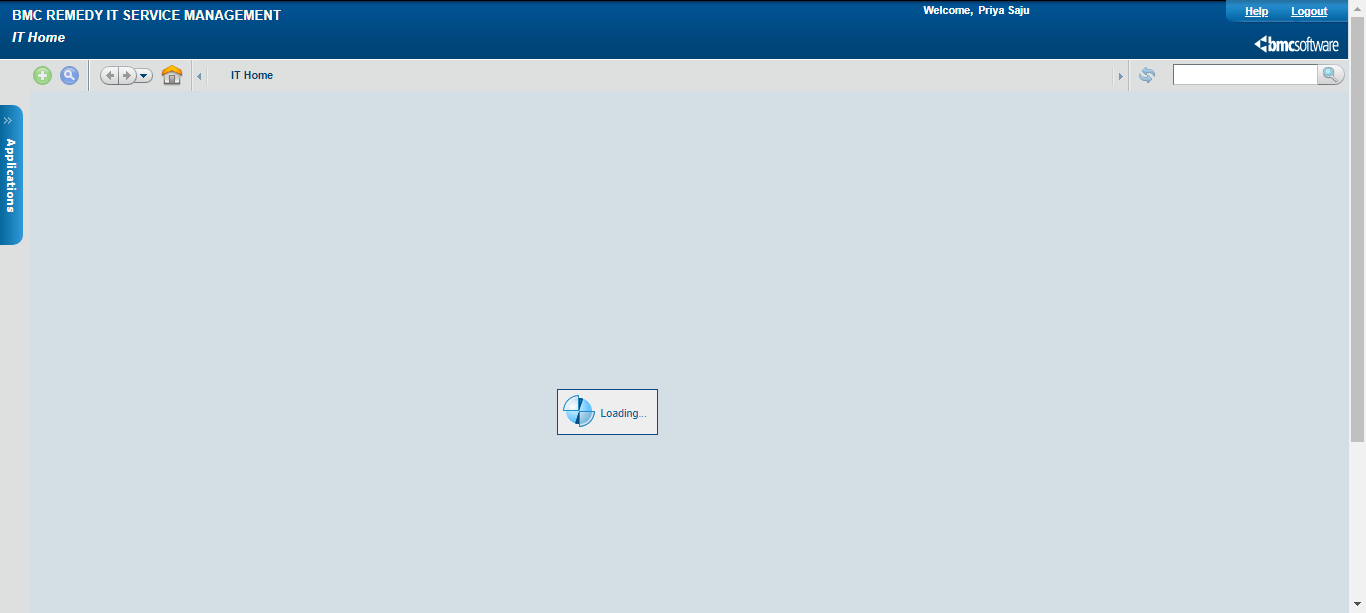 BMC REMEDY IT SERVICE MANAGEMENT
Welcome, Priya Saju
Help
Logout
IT Home
bmcsoftware
IT Home
Applications
Loading...